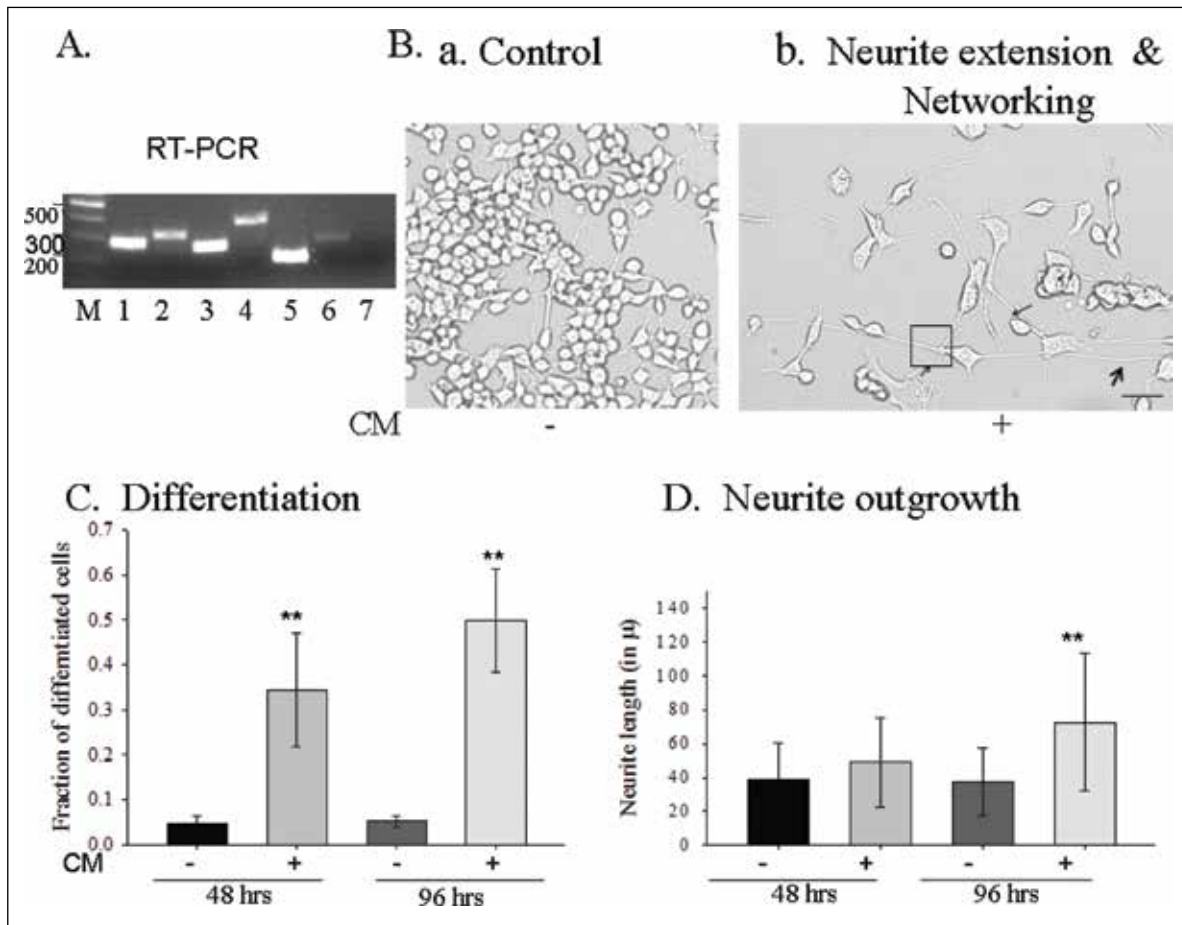 A.
RT-PCR
500
300
200
M 1 2 3 4 5 6 7
B. a. Control
b. Neurite extension &
Networking
CM - +
C. Differentiation
Fraction of differentiated cells
0.7
0.6
0.5
0.4
0.3
0.2
0.1
0.0
**
**
CM - + - +
48 hrs 96 hrs
D. Neurite outgrowth
Neurite length (in µ)
140
120
100
80
60
40
20
0
**
- + - +
48 hrs 96 hrs